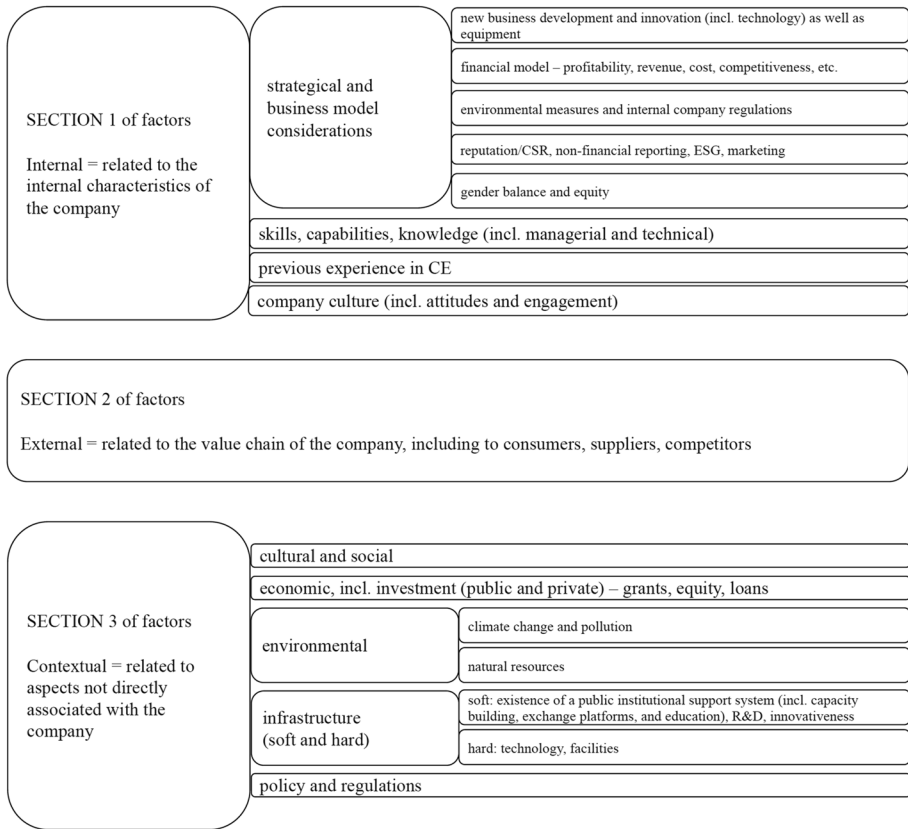 SECTION 1 of factors
Internal = related to the
internal characteristics of
the company
strategical and
business model
considerations
new business development and innovation (incl. technology) as well as
equipment
financial model – profitability, revenue, cost, competitiveness, etc.
environmental measures and internal company regulations
reputation/CSR, non-financial reporting, ESG, marketing
gender balance and equity
skills, capabilities, knowledge (incl. managerial and technical)
previous experience in CE
company culture (incl. attitudes and engagement)
SECTION 2 of factors
External = related to the value chain of the company, including to consumers, suppliers, competitors
SECTION 3 of factors
Contextual = related to
aspects not directly
associated with the
company
cultural and social
economic, incl. investment (public and private) – grants, equity, loans
environmental
climate change and pollution
natural resources
infrastructure
(soft and hard)
soft: existence of a public institutional support system (incl. capacity
building, exchange platforms, and education), R&D, innovativeness
hard: technology, facilities
policy and regulations